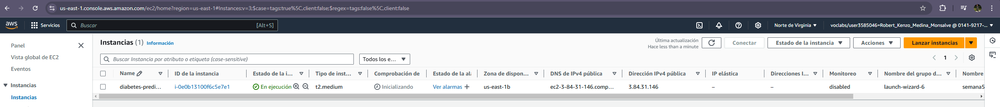 us-east-1.console.aws.amazon.com/ec2/home?region=us-east-1#Instances:v=3;$case=tags:true%5C,client:false;$regex=tags:false%5C,client:false
aws Servicios Buscar [Alt+S] Norte de Virginia voclabs/user3585046=Robert_Kenzo_Medina_Monsalve @ 0141-9217-...
Panel
Vista global de EC2
Eventos
Instancias
Instancias
Instancias (1) Información
Última actualización
Hace less than a minute
Conectar Estado de la instancia Acciones Lanzar instancias
Buscar Instancia por atributo o etiqueta (case-sensitive) Todos los e... 1
Name ID de la instancia Estado de la i... Tipo de inst... Comprobación de Estado de la ala Zona de dispon... DNS de IPv4 pública Dirección IPv4 pública IP elástica Direcciones I... Monitoreo Nombre del grupo d... Nombre
diabetes-predi... i-0e0b13100f6c5e7e1 En ejecución t2.medium Inicializando Ver alarmas + us-east-1b ec2-3-84-31-146.comp... 3.84.31.146 – – disabled launch-wizard-6 semana5